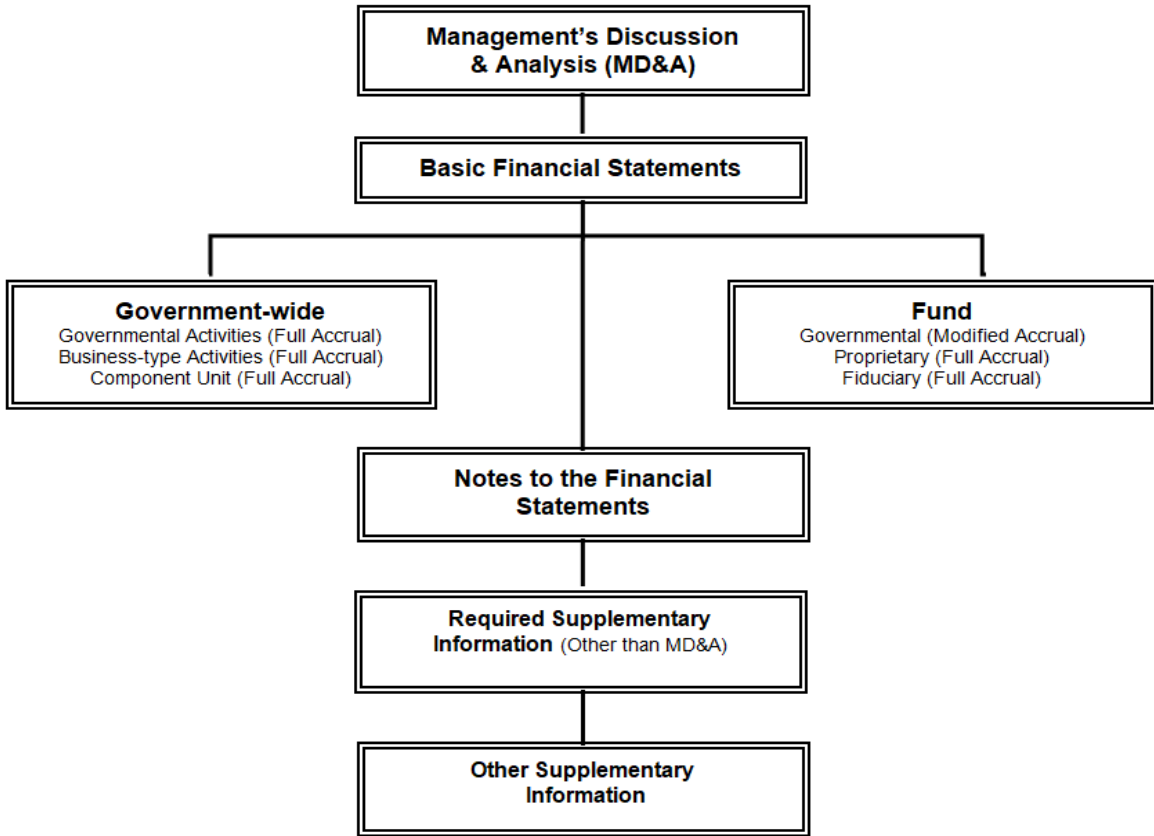 Management’s Discussion
& Analysis (MD&A)
Basic Financial Statements
Government-wide
Governmental Activities (Full Accrual)
Business-type Activities (Full Accrual)
Component Unit (Full Accrual)
Fund
Governmental (Modified Accrual)
Proprietary (Full Accrual)
Fiduciary (Full Accrual)
Notes to the Financial
Statements
Required Supplementary
Information (Other than MD&A)
Other Supplementary
Information